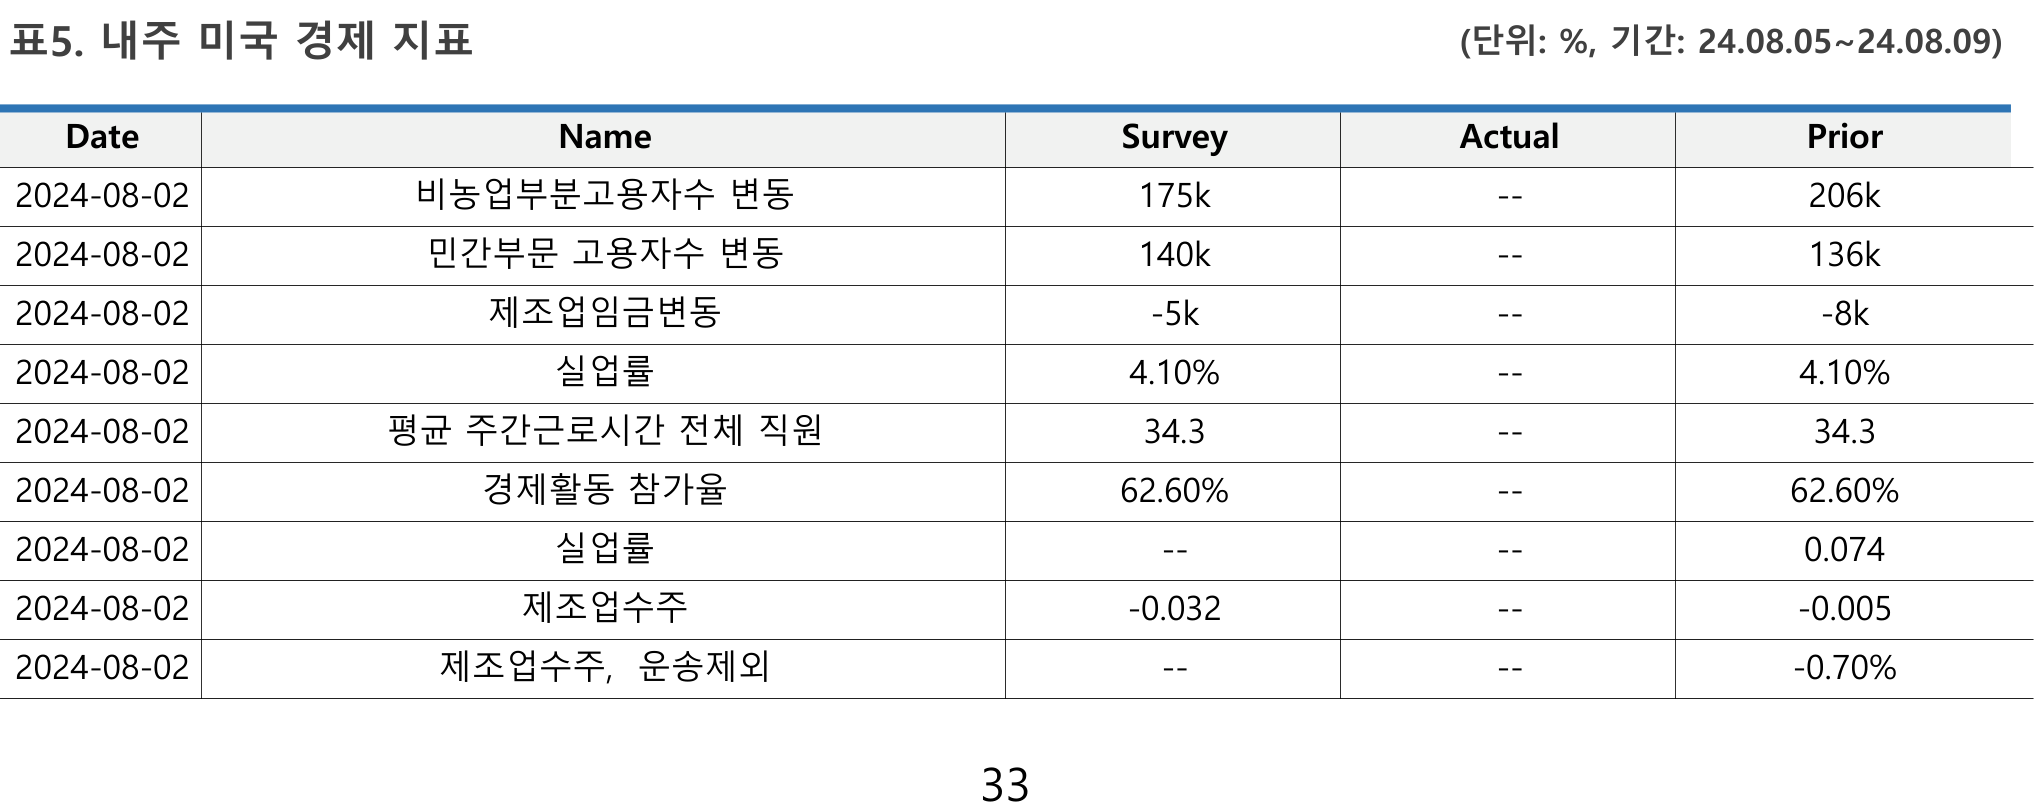 표5. 내주 미국 경제 지표 (단위: %, 기간: 24.08.05~24.08.09)
Date Name Survey Actual Prior
2024-08-02 비농업부분고용자수 변동 175k -- 206k
2024-08-02 민간부문 고용자수 변동 140k -- 136k
2024-08-02 제조업임금변동 -5k -- -8k
2024-08-02 실업률 4.10% -- 4.10%
2024-08-02 평균 주간근로시간 전체 직원 34.3 -- 34.3
2024-08-02 경제활동 참가율 62.60% -- 62.60%
2024-08-02 실업률 -- -- 0.074
2024-08-02 제조업수주 -0.032 -- -0.005
2024-08-02 제조업수주, 운송제외 -- -- -0.70%
33